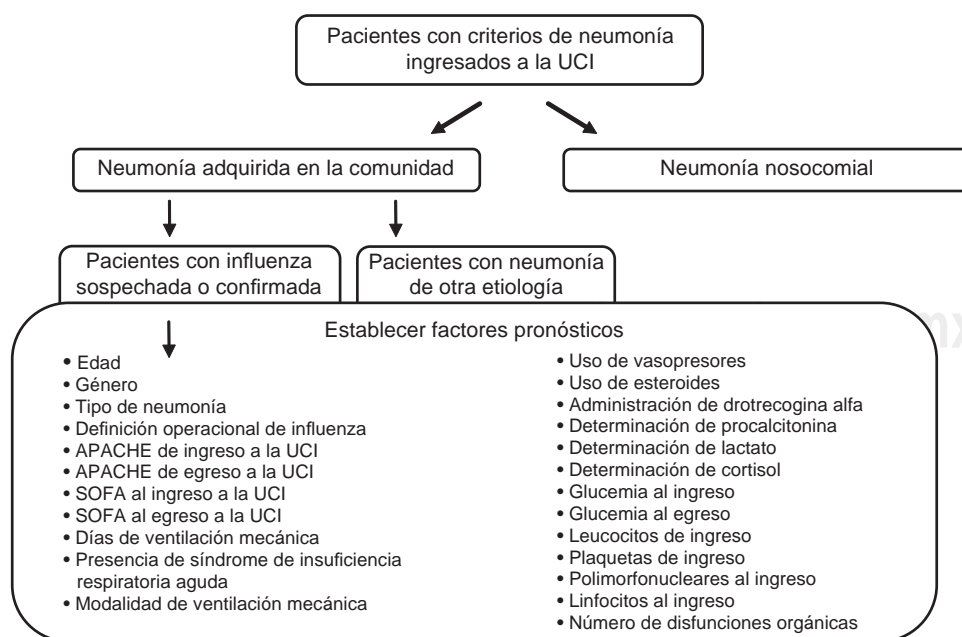 Pacientes con criterios de neumonía
ingresados a la UCI
Neumonía adquirida en la comunidad
Neumonía nosocomial
Pacientes con influenza
sospechada o confirmada
Pacientes con neumonía
de otra etiología
Establecer factores pronósticos
• Edad
• Género
• Tipo de neumonía
• Definición operacional de influenza
• APACHE de ingreso a la UCI
• APACHE de egreso a la UCI
• SOFA al ingreso a la UCI
• SOFA al egreso a la UCI
• Días de ventilación mecánica
• Presencia de síndrome de insuficiencia
respiratoria aguda
• Modalidad de ventilación mecánica
• Uso de vasopresores
• Uso de esteroides
• Administración de drotrecogina alfa
• Determinación de procalcitonina
• Determinación de lactato
• Determinación de cortisol
• Glucemia al ingreso
• Glucemia al egreso
• Leucocitos de ingreso
• Plaquetas de ingreso
• Polimorfonucleares al ingreso
• Linfocitos al ingreso
• Número de disfunciones orgánicas